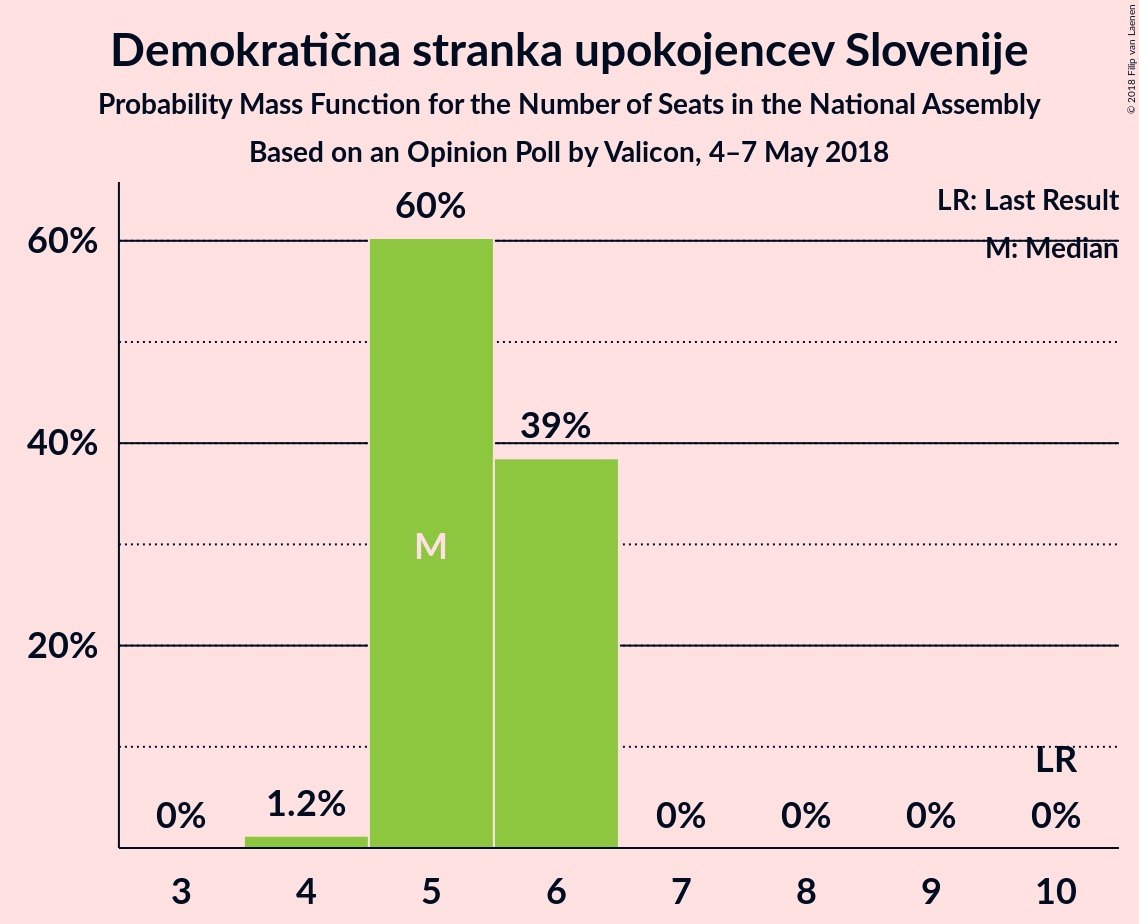 Demokratična stranka upokojencev Slovenije
Probability Mass Function for the Number of Seats in the National Assembly
Based on an Opinion Poll by Valicon, 4–7 May 2018
© 2018 Filip van Laenen
LR: Last Result
M: Median
60%
40%
20%
0%
1.2%
60%
M
39%
0%
0%
0%
LR
0%
3 4 5 6 7 8 9 10